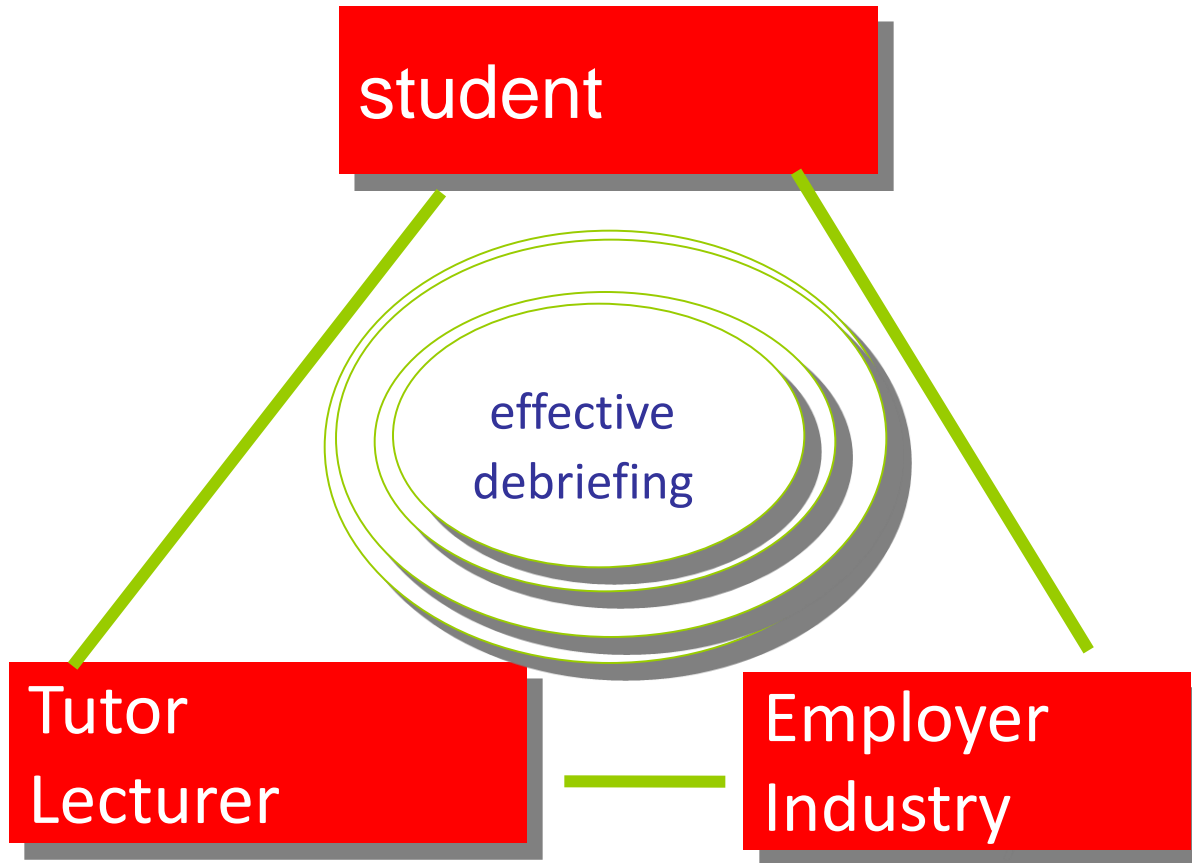 student
effective
debriefing
Tutor
Lecturer
Employer
Industry